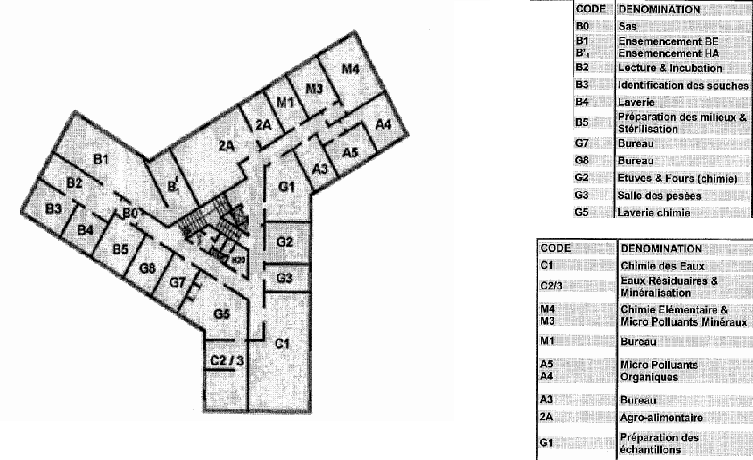 M4
M3
M1
2A
2A
A4
A5
A3
B1
B'
G1
B2
B0
B3
B4
B5
G8
G7
G2
G3
G5
C1
C2 / 3
CODE DENOMINATION
B0 Sas
B1 Ensemencement BE
B'₁ Ensemencement HA
B2 Lecture & Incubation
B3 Identification des souches
B4 Laverie
B5 Préparation des milieux &
Stérilisation
G7 Bureau
G8 Bureau
G2 Etuves & Fours (chimie)
G3 Salle des pesées
G5 Laverie chimie
CODE DENOMINATION
C1 Chimie des Eaux
C2/3 Eaux Résiduaires &
Minéralisation
M4 Chimie Elémentaire &
M3 Micro Polluants Minéraux
M1 Bureau
A5 Micro Polluants
A4 Organiques
A3 Bureau
2A Agro-alimentaire
G1 Préparation des
échantillons